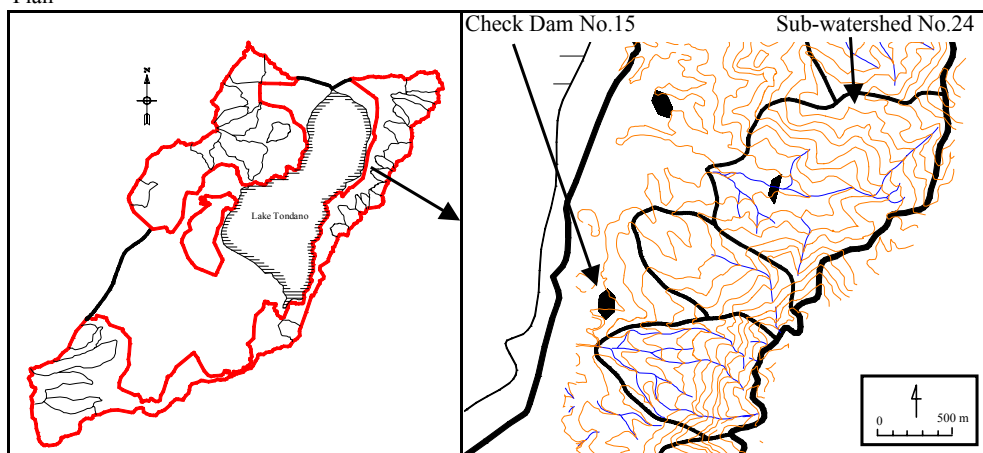 Plan
Check Dam No.15
Sub-watershed No.24
N
Lake Tondano
0 500 m